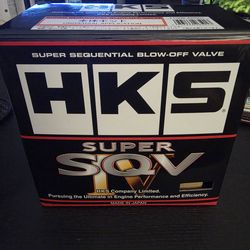 SUPER SEQUENTIAL BLOW-OFF VALVE
HKS
SUPER
SQV
IV
HKS Company Limited.
Pursuing the Ultimate in Engine Performance and Efficiency.
MADE IN JAPAN